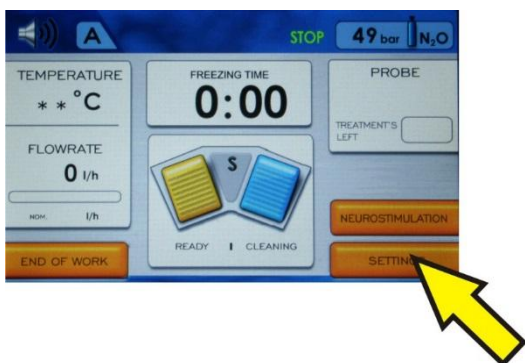 A
STOP
49 bar N₂O
TEMPERATURE
* * °C
FLOWRATE
0 l/h
NOM. l/h
END OF WORK
FREEZING TIME
0:00
S
READY I CLEANING
PROBE
TREATMENT'S
LEFT
NEUROSTIMULATION